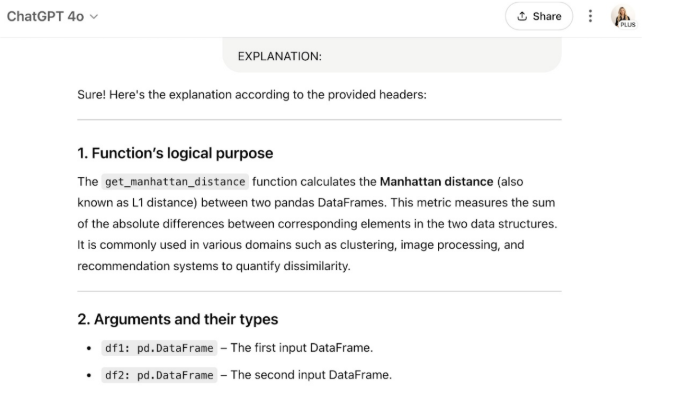 ChatGPT 4o
Share
PLUS
EXPLANATION:
Sure! Here's the explanation according to the provided headers:
1. Function's logical purpose
The get_manhattan_distance function calculates the Manhattan distance (also
known as L1 distance) between two pandas DataFrames. This metric measures the sum
of the absolute differences between corresponding elements in the two data structures.
It is commonly used in various domains such as clustering, image processing, and
recommendation systems to quantify dissimilarity.
2. Arguments and their types
• df1: pd.DataFrame – The first input DataFrame.
• df2: pd.DataFrame – The second input DataFrame.